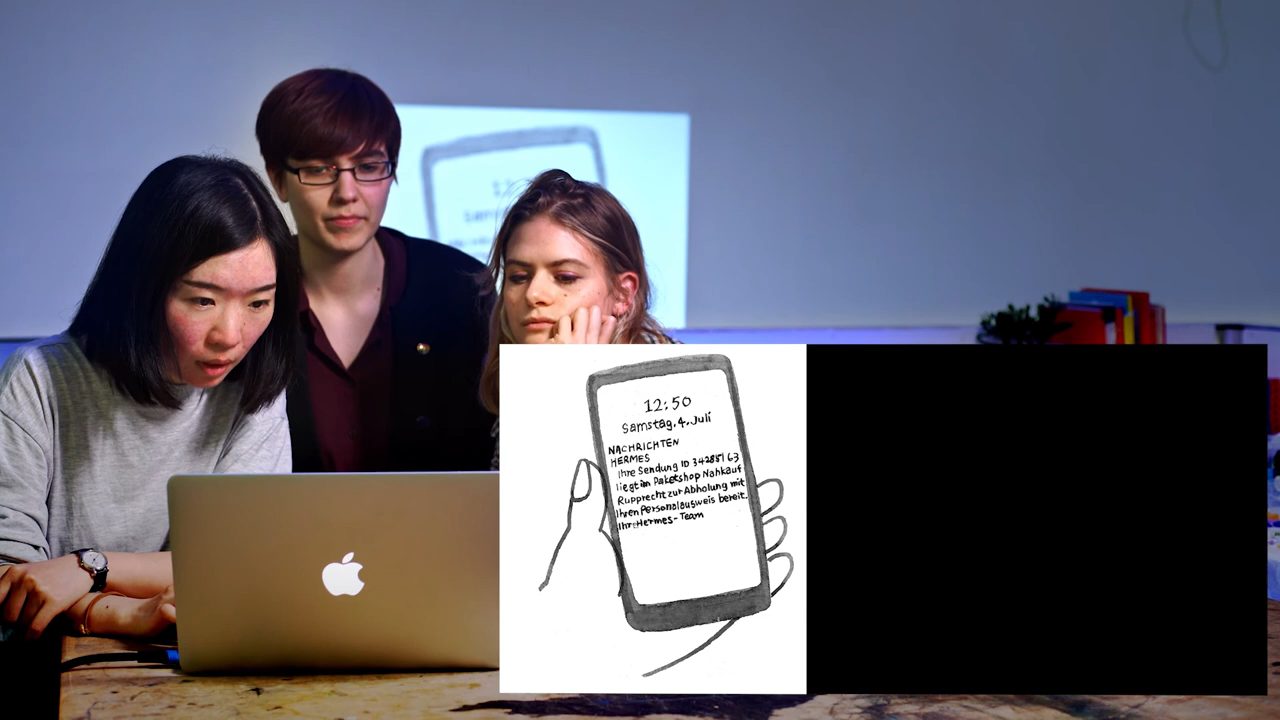 12:50
Samstag, 4. Juli
NACHRICHTEN
HERMES
Ihre Sendung ID 34285163
liegt im Paketshop Nahkauf
Rupprecht zur Abholung mit
Ihren Personalausweis bereit.
Ihr Hermes-Team